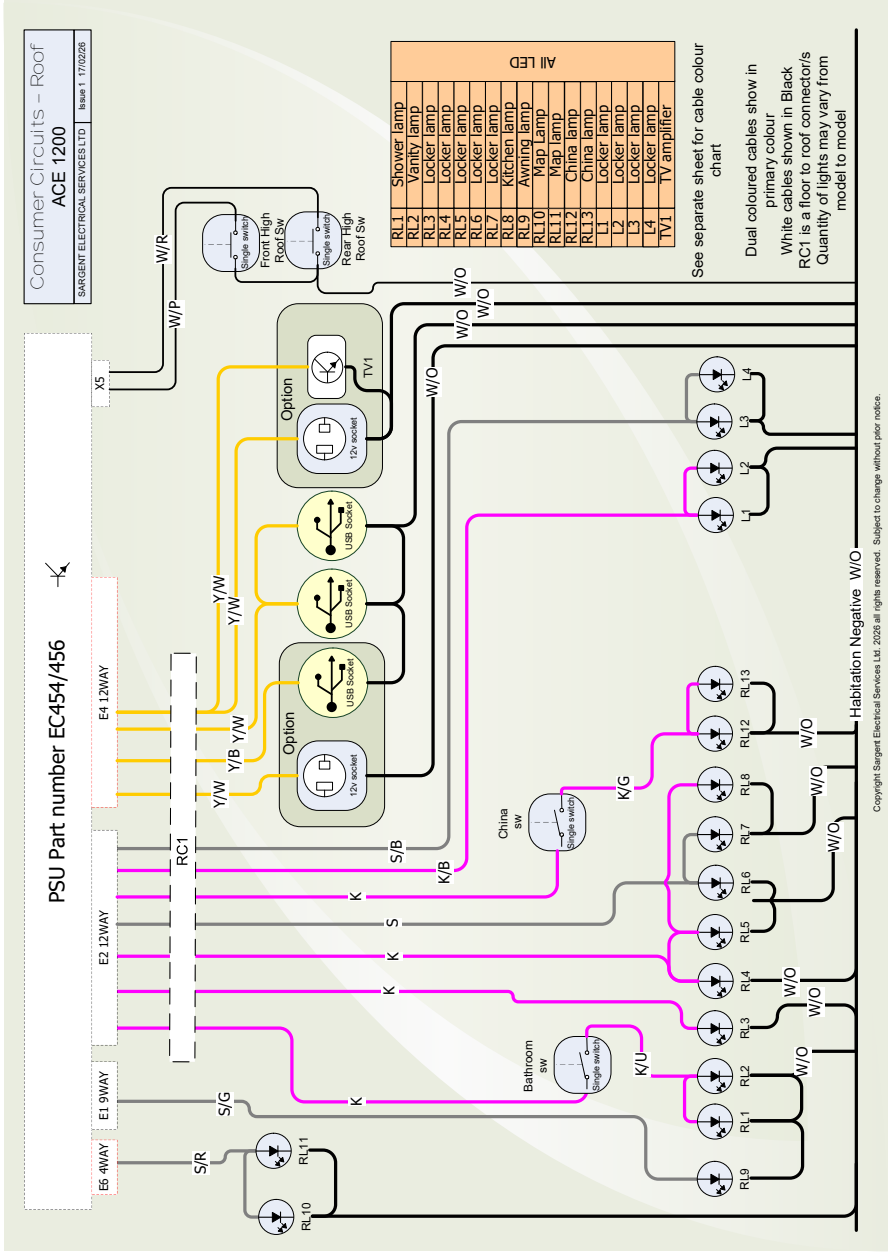 Consumer Circuits – Roof
ACE 1200
SARGENT ELECTRICAL SERVICES LTD
Issue 1 17/02/26
PSU Part number EC454/456
E6 4WAY
E1 9WAY
E2 12WAY
E4 12WAY
X5
RC1
S/R
S/G
K
K
K
S
K
K/B
S/B
Y/W
Y/B
Y/W
Y/W
Y/W
W/P
W/R
Option
12v socket
USB Socket
USB Socket
USB Socket
Option
12v socket
TV1
Single switch
Front High
Roof Sw
Single switch
Rear High
Roof Sw
W/O
W/O
W/O
W/O
RL10
RL11
Bathroom
sw
Single switch
K/U
China
sw
Single switch
K/G
RL9
RL1
RL2
RL3
RL4
RL5
RL6
RL7
RL8
RL12
RL13
L1
L2
L3
L4
W/O
W/O
W/O
W/O
W/O
W/O
Habitation Negative W/O
RL1 Shower lamp
RL2 Vanity lamp
RL3 Locker lamp
RL4 Locker lamp
RL5 Locker lamp
RL6 Locker lamp
RL7 Locker lamp
RL8 Kitchen lamp
RL9 Awning lamp
RL10 Map Lamp
RL11 Map lamp
RL12 China lamp
RL13 China lamp
L1 Locker lamp
L2 Locker lamp
L3 Locker lamp
L4 Locker lamp
TV1 TV amplifier
All LED
See separate sheet for cable colour
chart
Dual coloured cables show in
primary colour
White cables shown in Black
RC1 is a floor to roof connector/s
Quantity of lights may vary from
model to model
Copyright Sargent Electrical Services Ltd. 2026 all rights reserved. Subject to change without prior notice.